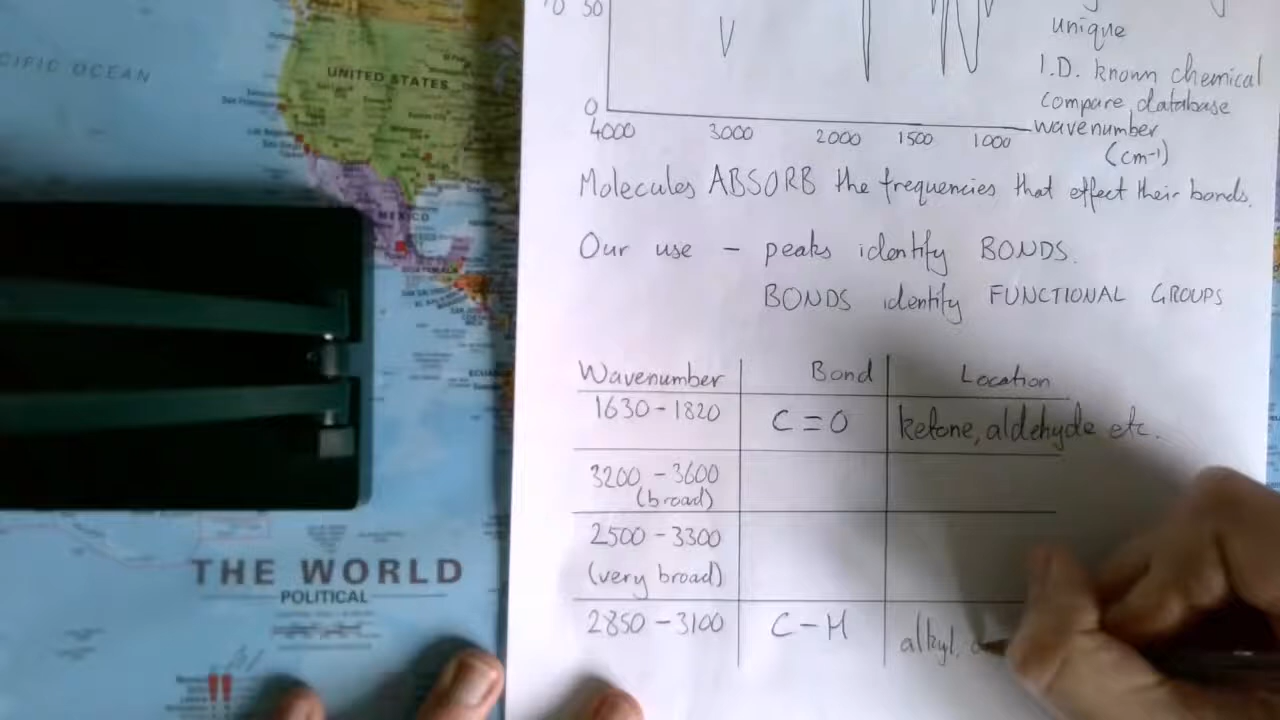 50
unique
I.D. known chemical
compare database
0
4000 3000 2000 1500 1000
wavenumber
(cm⁻¹)
Molecules ABSORB the frequencies that effect their bonds.
Our use – peaks identify BONDS.
BONDS identify FUNCTIONAL GROUPS
Wavenumber Bond Location
1630 – 1820 C=O ketone, aldehyde etc.
3200 – 3600
(broad)
2500 – 3300
(very broad)
2850 – 3100 C–H alkyl,
PACIFIC OCEAN
UNITED STATES
MEXICO
THE WORLD
POLITICAL